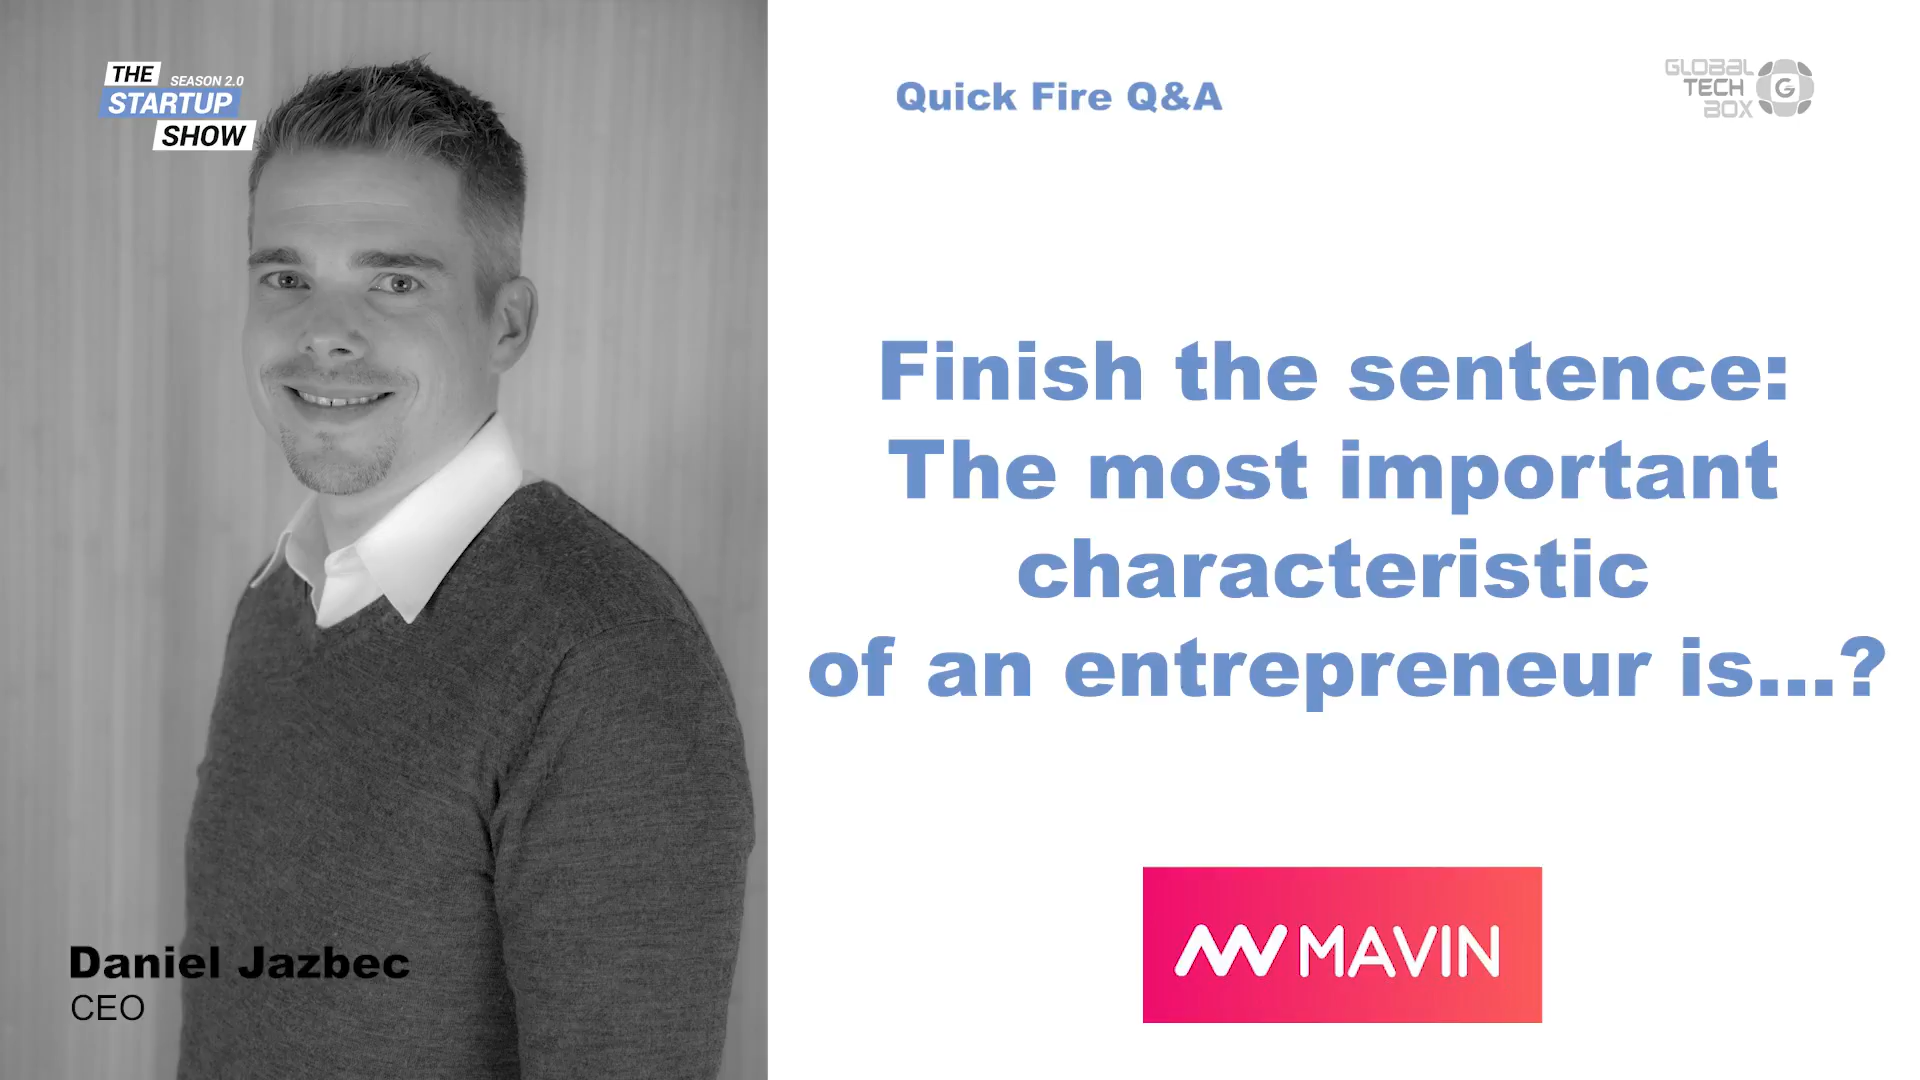 THE
SEASON 2.0
STARTUP
SHOW
Quick Fire Q&A
GLOBAL
TECH
BOX
G
Finish the sentence:
The most important
characteristic
of an entrepreneur is...?
Daniel Jazbec
CEO
MAVIN